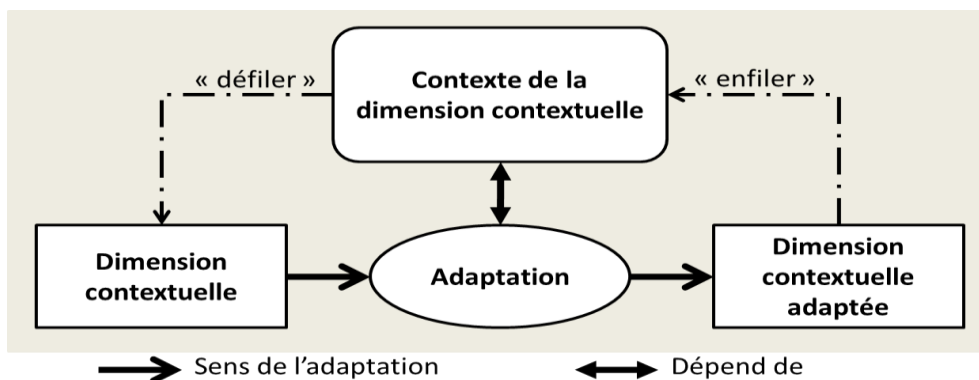 « défiler »
Contexte de la
dimension contextuelle
« enfiler »
Dimension
contextuelle
Adaptation
Dimension
contextuelle
adaptée
Sens de l’adaptation
Dépend de